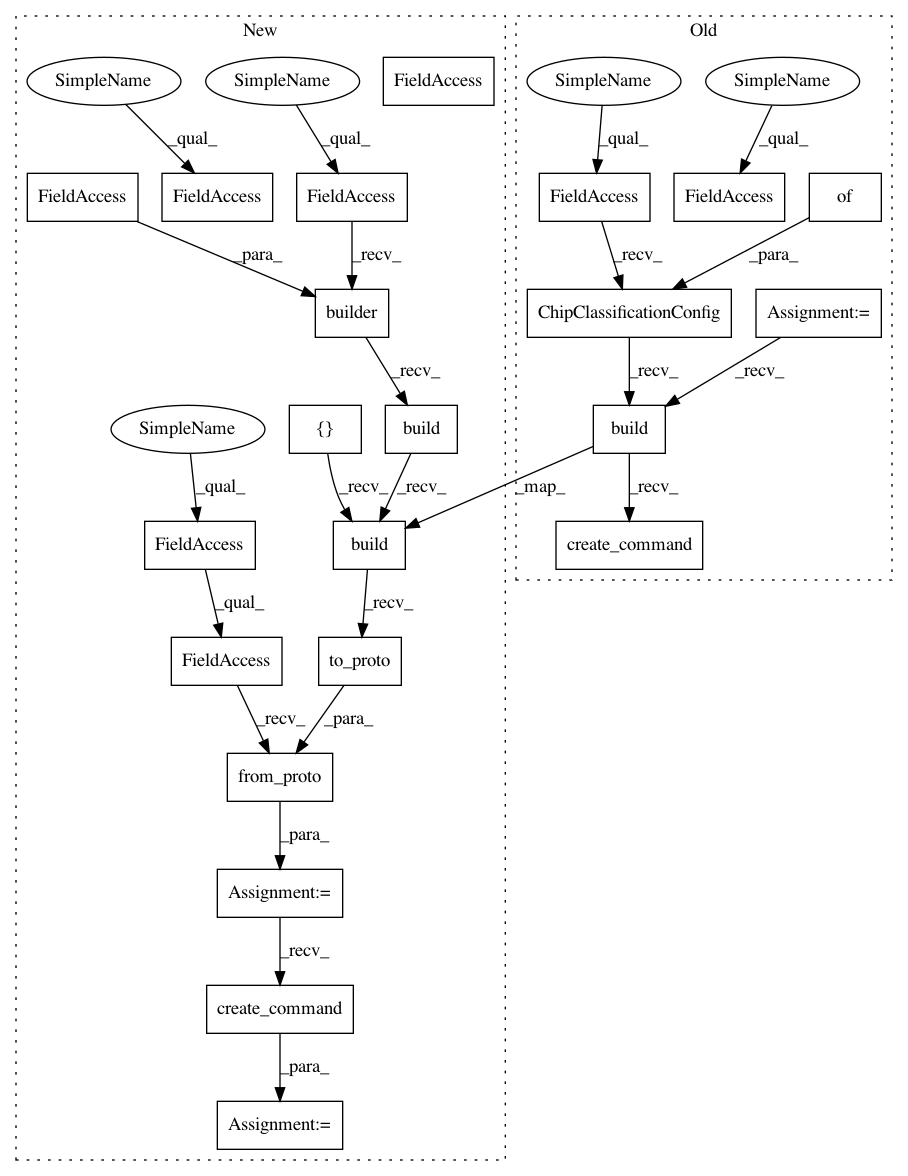 New
Old
SimpleName
SimpleName
FieldAccess
SimpleName
SimpleName
_qual_
_qual_
_qual_
_qual_
FieldAccess
FieldAccess
FieldAccess
FieldAccess
FieldAccess
of
_para_
_recv_
_recv_
_para_
builder
ChipClassificationConfig
Assignment:=
_recv_
_recv_
_recv_
SimpleName
{}
build
build
_qual_
_recv_
_recv_
_map_
_recv_
FieldAccess
build
create_command
_qual_
_recv_
FieldAccess
to_proto
_recv_
_para_
from_proto
_para_
Assignment:=
_recv_
create_command
_para_
Assignment:=